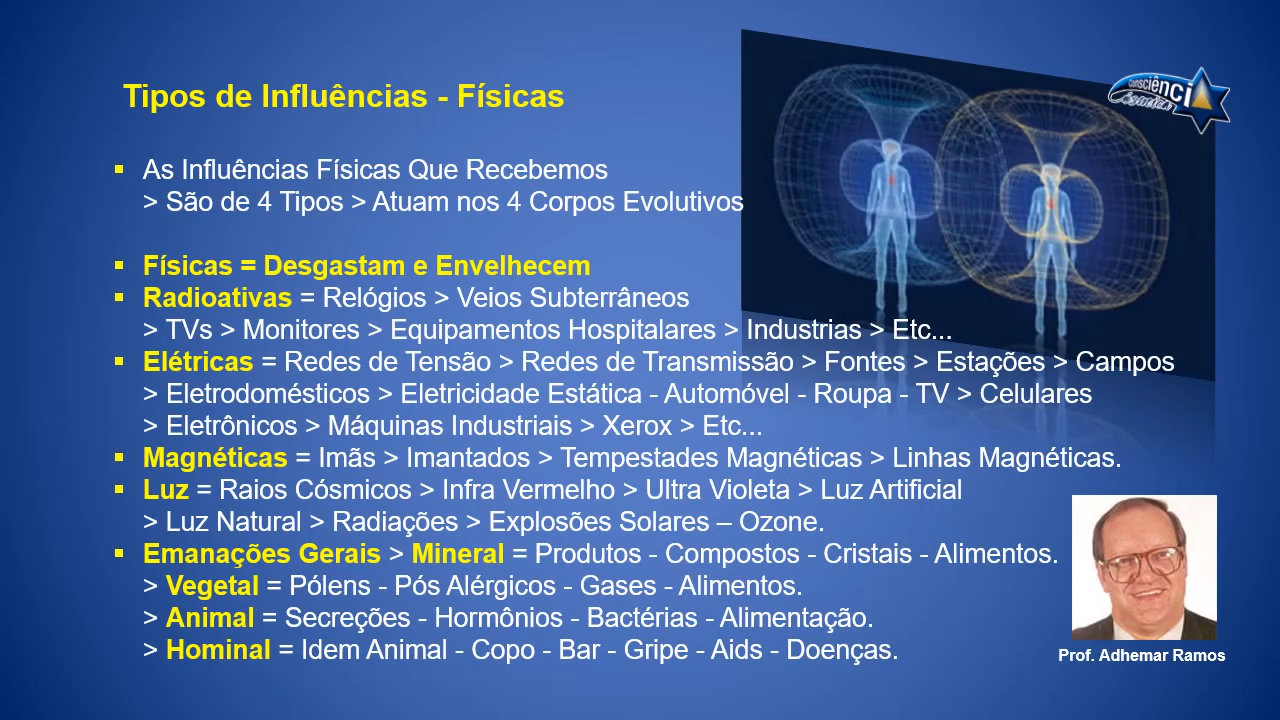 consciênci
Cósmica
Tipos de Influências - Físicas
As Influências Físicas Que Recebemos
> São de 4 Tipos > Atuam nos 4 Corpos Evolutivos
Físicas = Desgastam e Envelhecem
Radioativas = Relógios > Veios Subterrâneos
> TVs > Monitores > Equipamentos Hospitalares > Industrias > Etc...
Elétricas = Redes de Tensão > Redes de Transmissão > Fontes > Estações > Campos
> Eletrodomésticos > Eletricidade Estática - Automóvel - Roupa - TV > Celulares
> Eletrônicos > Máquinas Industriais > Xerox > Etc...
Magnéticas = Imãs > Imantados > Tempestades Magnéticas > Linhas Magnéticas.
Luz = Raios Cósmicos > Infra Vermelho > Ultra Violeta > Luz Artificial
> Luz Natural > Radiações > Explosões Solares – Ozone.
Emanações Gerais > Mineral = Produtos - Compostos - Cristais - Alimentos.
> Vegetal = Pólens - Pós Alérgicos - Gases - Alimentos.
> Animal = Secreções - Hormônios - Bactérias - Alimentação.
> Hominal = Idem Animal - Copo - Bar - Gripe - Aids - Doenças.
Prof. Adhemar Ramos